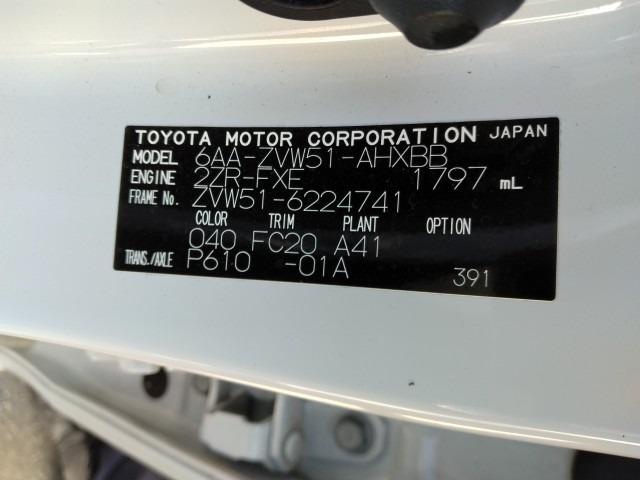 TOYOTA MOTOR CORPORATION JAPAN
MODEL 6AA-ZVW51-AHXBB
ENGINE 2ZR-FXE 1797 mL
FRAME No. ZVW51-6224741
COLOR TRIM PLANT OPTION
040 FC20 A41
TRANS./AXLE P610 -01A
391